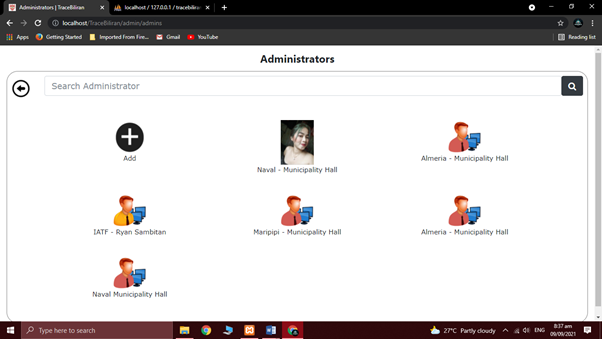 Administrators | TraceBiliran
localhost / 127.0.0.1 / tracebiliran
localhost/TraceBiliran/admin/admins
Apps
Getting Started
Imported From Fire...
Gmail
YouTube
Reading list
Administrators
Search Administrator
Add
Naval - Municipality Hall
Almeria - Municipality Hall
IATF - Ryan Sambitan
Maripipi - Municipality Hall
Almeria - Municipality Hall
Naval Municipality Hall
Type here to search
27°C Partly cloudy
ENG
8:37 am
09/09/2021